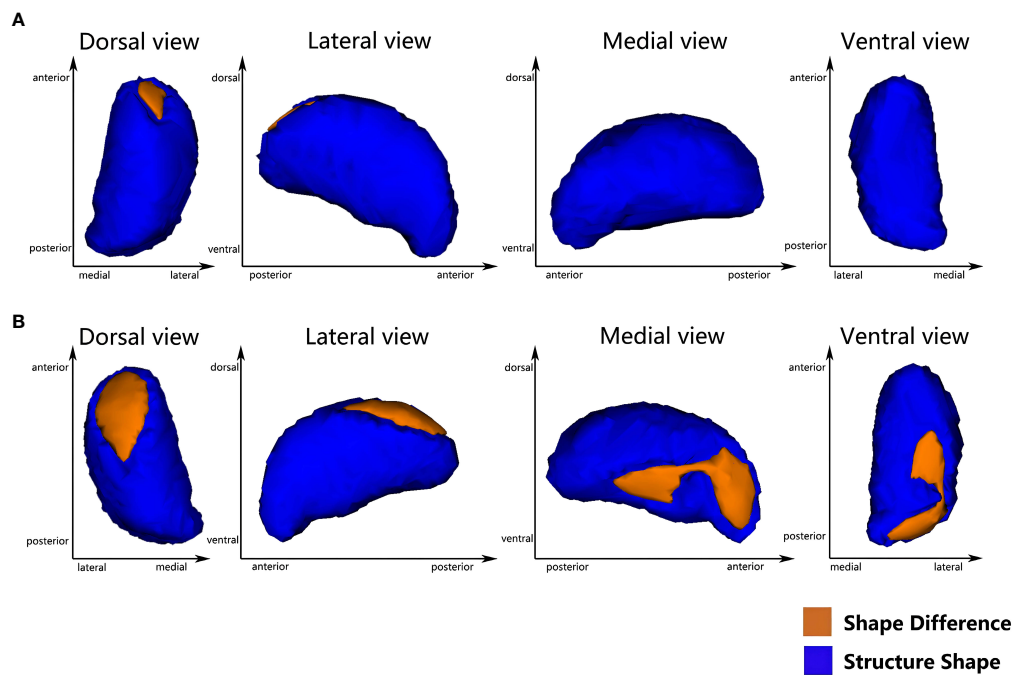 A
Dorsal view
Lateral view
Medial view
Ventral view
anterior
posterior
medial
lateral
dorsal
ventral
posterior
anterior
dorsal
ventral
anterior
posterior
anterior
posterior
lateral
medial
B
Dorsal view
Lateral view
Medial view
Ventral view
anterior
posterior
lateral
medial
dorsal
ventral
anterior
posterior
dorsal
ventral
posterior
anterior
anterior
posterior
medial
lateral
Shape Difference
Structure Shape